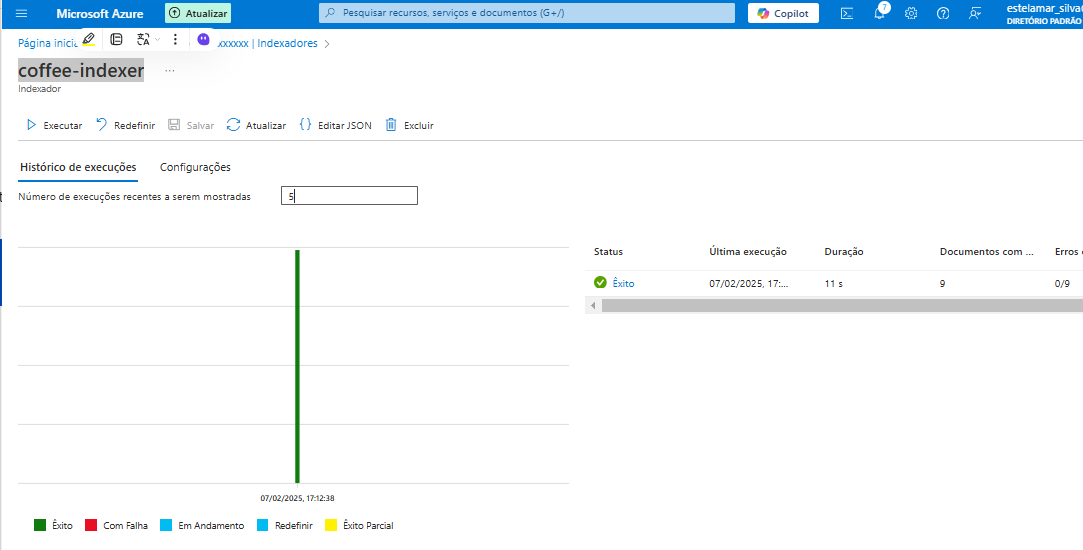 Microsoft Azure
Atualizar
Pesquisar recursos, serviços e documentos (G+/)
Copilot
7
estelamar_silva
DIRETÓRIO PADRÃO
Página inicia
xxxxxx | Indexadores >
coffee-indexer ...
Indexador
Executar Redefinir Salvar Atualizar {} Editar JSON Excluir
Histórico de execuções Configurações
Número de execuções recentes a serem mostradas 5
Status Última execução Duração Documentos com ... Erros
Êxito 07/02/2025, 17:... 11 s 9 0/9
07/02/2025, 17:12:38
Êxito Com Falha Em Andamento Redefinir Êxito Parcial